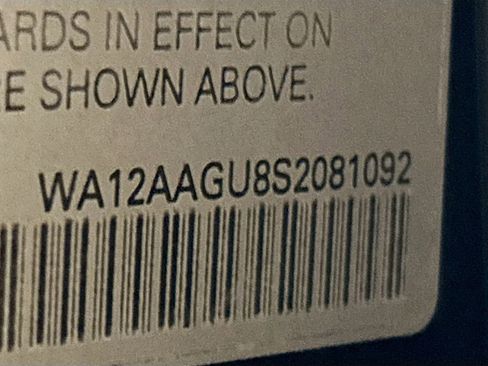 ARDS IN EFFECT ON
E SHOWN ABOVE.
WA12AAGU8S2081092